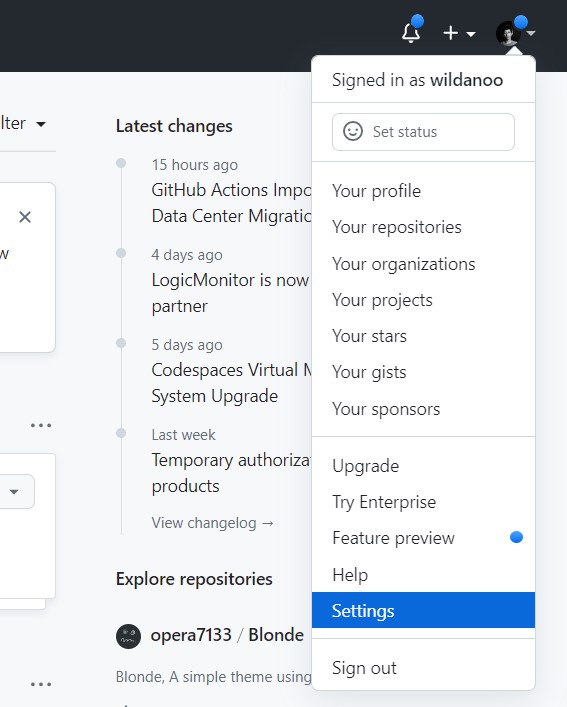 lter
Latest changes
15 hours ago
GitHub Actions Impo
Data Center Migratio
4 days ago
LogicMonitor is now
partner
5 days ago
Codespaces Virtual M
System Upgrade
Last week
Temporary authoriza
products
View changelog →
Explore repositories
opera7133 / Blonde
Blonde, A simple theme using
w
Signed in as wildanoo
Set status
Your profile
Your repositories
Your organizations
Your projects
Your stars
Your gists
Your sponsors
Upgrade
Try Enterprise
Feature preview
Help
Settings
Sign out